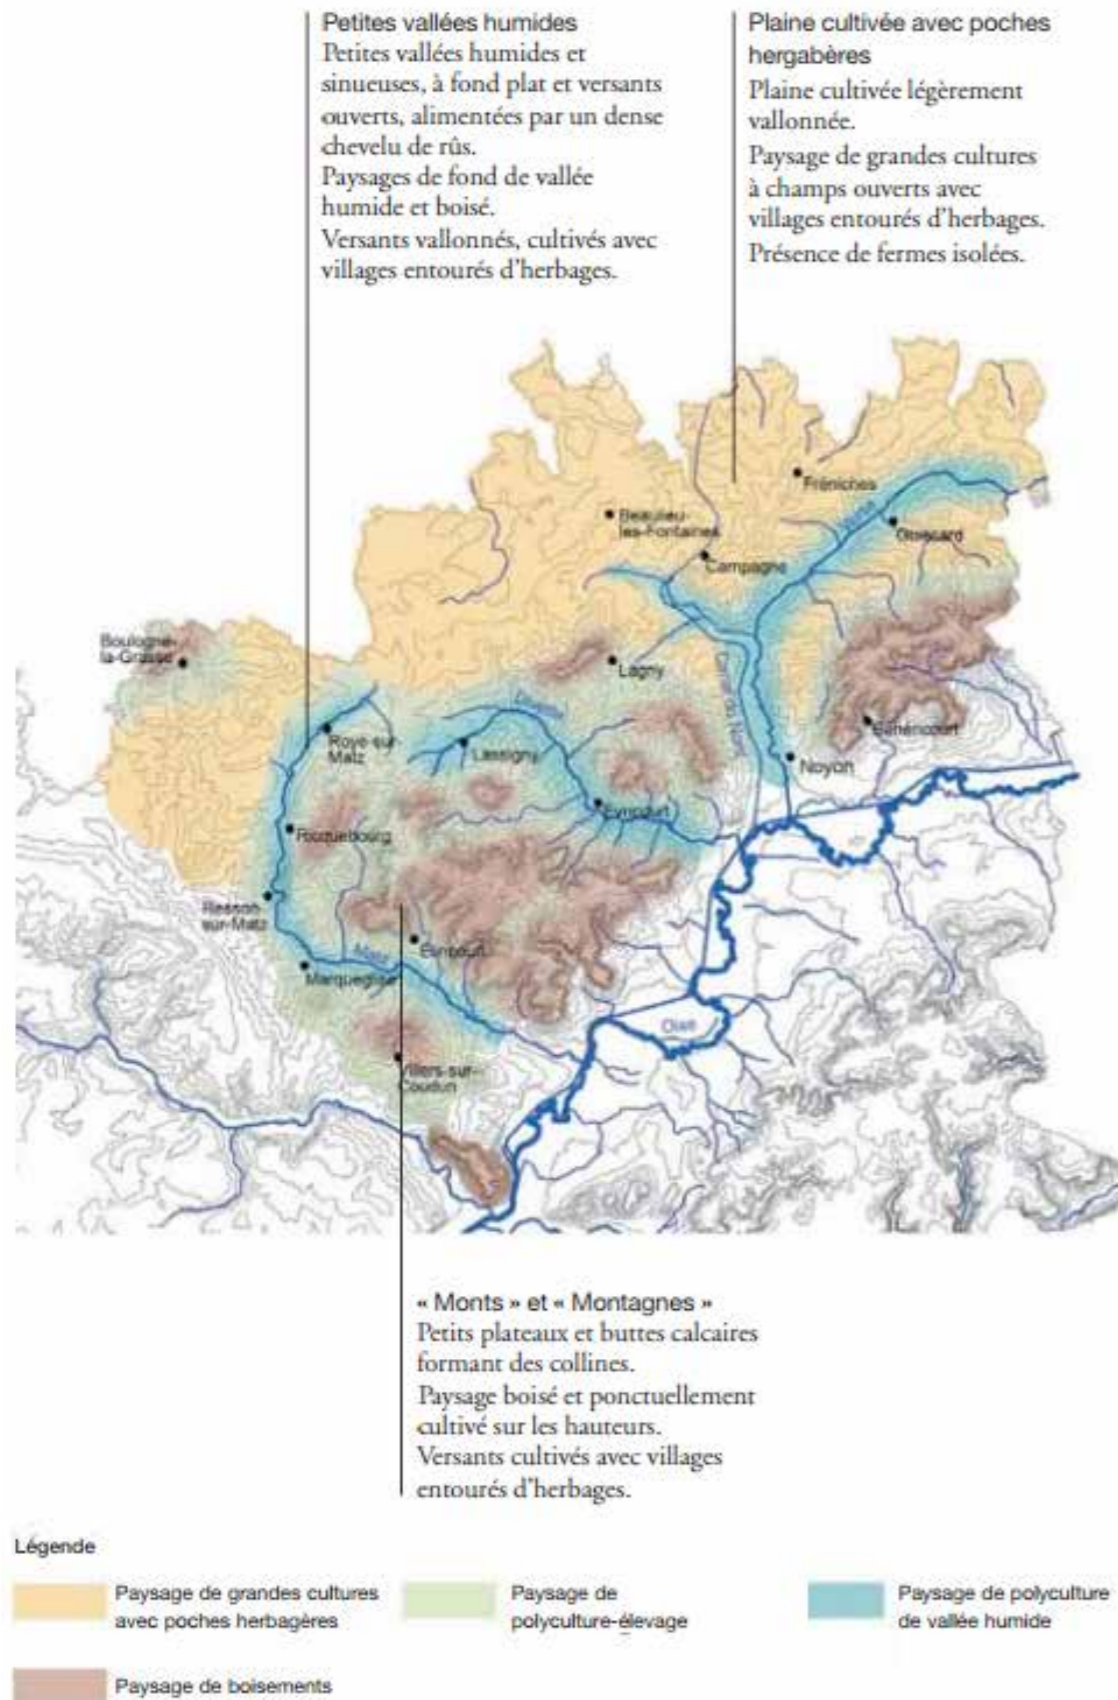 Petites vallées humides
Petites vallées humides et
sinueuses, à fond plat et versants
ouverts, alimentées par un dense
chevelu de rûs.
Paysages de fond de vallée
humide et boisé.
Versants vallonnés, cultivés avec
villages entourés d'herbages.
Plaine cultivée avec poches
hergabères
Plaine cultivée légèrement
vallonnée.
Paysage de grandes cultures
à champs ouverts avec
villages entourés d'herbages.
Présence de fermes isolées.
Fréniches
Beaulieu-
les-Fontaines
Verse
Guiscard
Campagne
Boulogne-
la-Grasse
Lagny
Canal du Nord
Roye-sur-
Matz
Lassigny
Noyon
Evricourt
Ressons-
sur-Matz
Matz
Marquéglise
Oise
Villers-sur-
Coudun
« Monts » et « Montagnes »
Petits plateaux et buttes calcaires
formant des collines.
Paysage boisé et ponctuellement
cultivé sur les hauteurs.
Versants cultivés avec villages
entourés d'herbages.
Légende
Paysage de grandes cultures
avec poches herbagères
Paysage de
polyculture-élevage
Paysage de polyculture
de vallée humide
Paysage de boisements